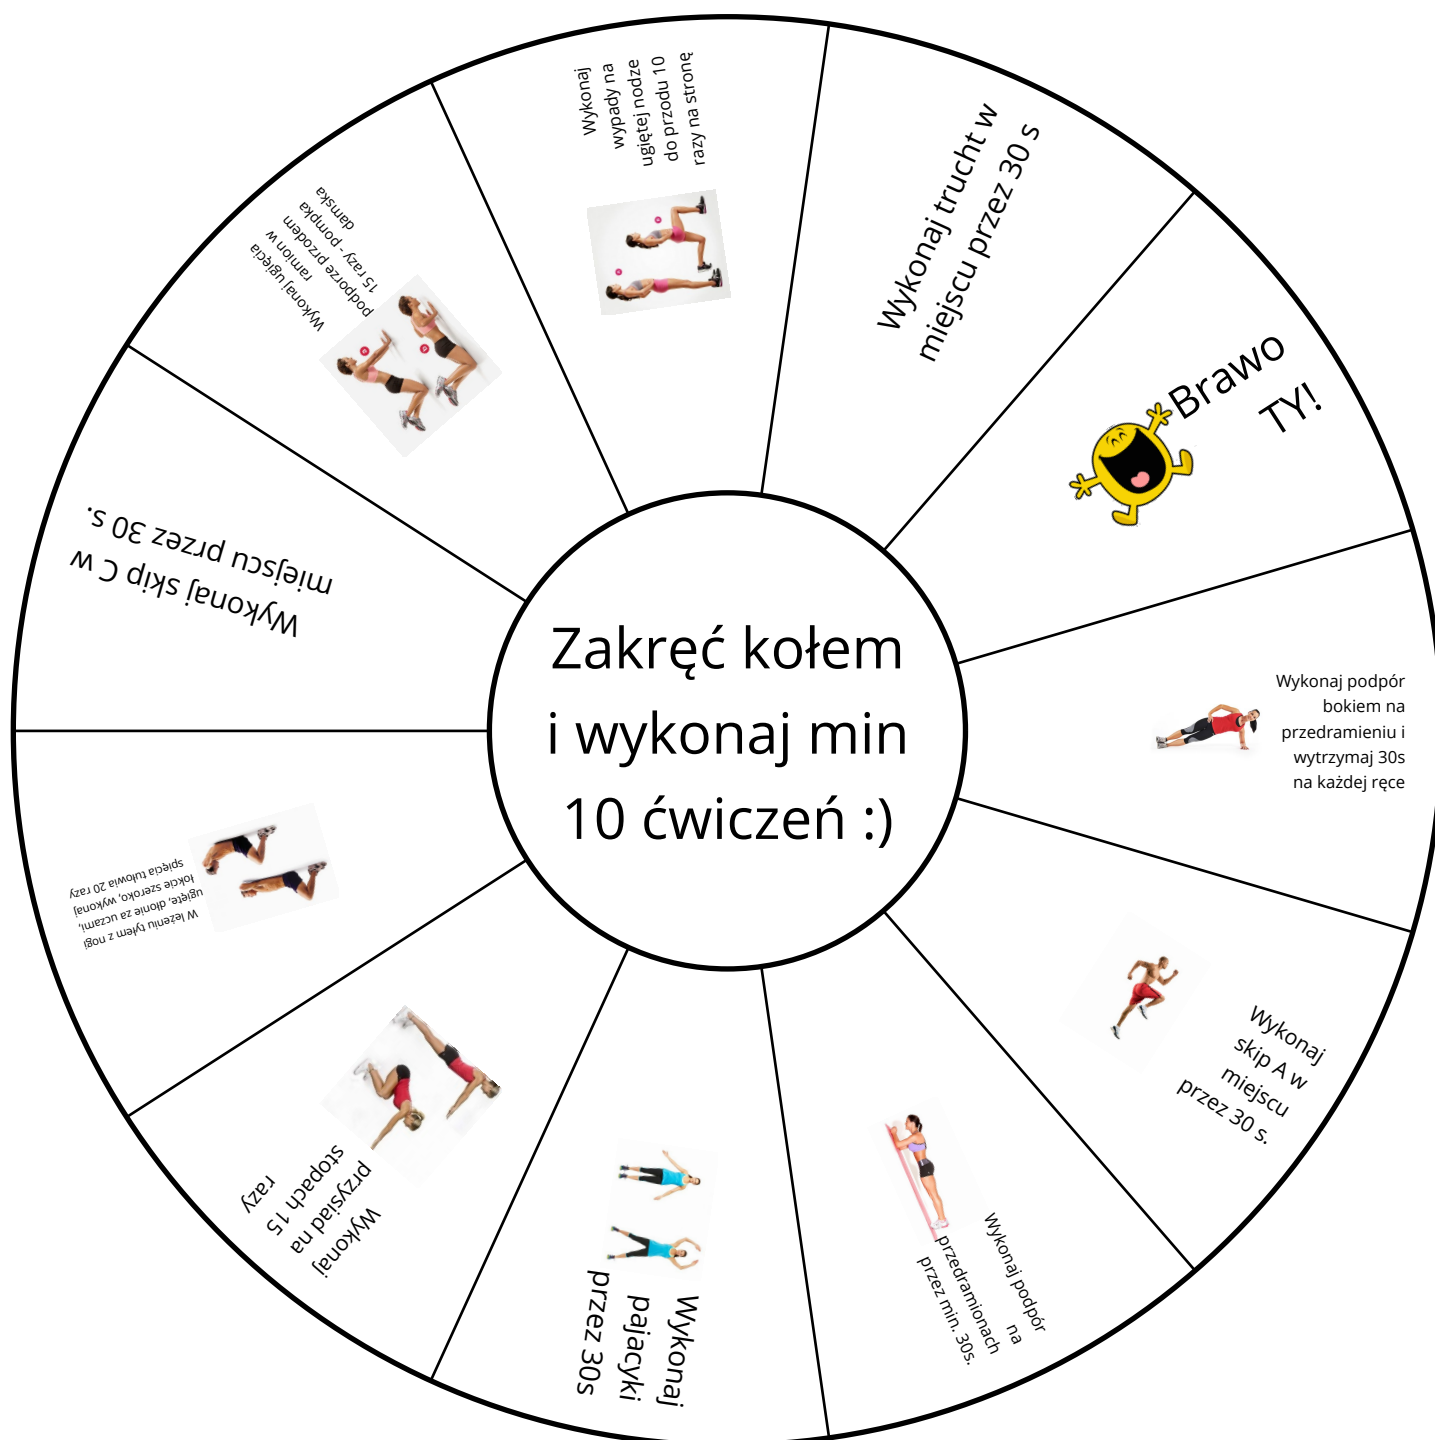 Zakręć kołem
i wykonaj min
10 ćwiczeń :)
Wykonaj trucht w
miejscu przez 30 s
Brawo
TY!
Wykonaj podpór
bokiem na
przedramieniu i
wytrzymaj 30s
na każdej ręce
Wykonaj
skip A w
miejscu
przez 30 s.
Wykonaj podpór
na
przedramionach
przez min. 30s.
Wykonaj
pajacyki
przez 30s
Wykonaj
przysiad na
stopach 15
razy
W leżeniu tyłem z nogi
ugięte, dłonie za uczami,
łokcie szeroko, wykonaj
spięcia tułowia 20 razy
Wykonaj skip C w
miejscu przez 30 s.
Wykonaj ugięcia
ramion w
podporze przodem
15 razy - pompka
damska
Wykonaj
wypady na
ugiętej nodze
do przodu 10
razy na stronę